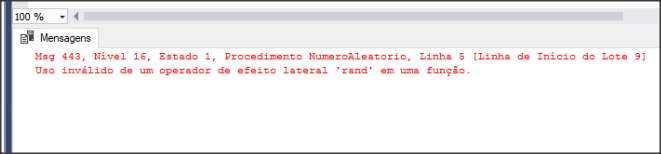 100 %
Mensagens
Msg 443, Nível 16, Estado 1, Procedimento NumeroAleatorio, Linha 5 [Linha de Início do Lote 9]
Uso inválido de um operador de efeito lateral 'rand' em uma função.